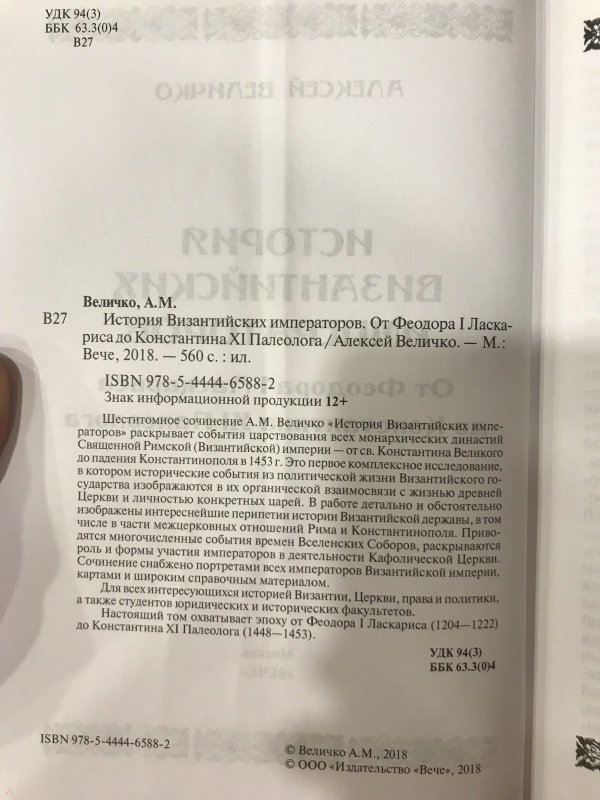 УДК 94(3)
ББК 63.3(0)4
В27
Величко, А.М.
В27 История Византийских императоров. От Феодора I Ласка-
риса до Константина XI Палеолога / Алексей Величко. — М. :
Вече, 2018. — 560 с. : ил.
ISBN 978-5-4444-6588-2
Знак информационной продукции 12+
Шеститомное сочинение А.М. Величко «История Византийских импе-
раторов» раскрывает события царствования всех монархических династий
Священной Римской (Византийской) империи — от св. Константина Великого
до падения Константинополя в 1453 г. Это первое комплексное исследование,
в котором исторические события из политической жизни Византийского го-
сударства изображаются в их органической взаимосвязи с жизнью древней
Церкви и личностью конкретных царей. В работе детально и обстоятельно
изображены интереснейшие перипетии истории Византийской державы, в том
числе в части межцерковных отношений Рима и Константинополя. Приво-
дятся многочисленные события времен Вселенских Соборов, раскрываются
роль и формы участия императоров в деятельности Кафолической Церкви.
Сочинение снабжено портретами всех императоров Византийской империи,
картами и широким справочным материалом.
Для всех интересующихся историей Византии, Церкви, права и политики,
а также студентов юридических и исторических факультетов.
Настоящий том охватывает эпоху от Феодора I Ласкариса (1204—1222)
до Константина XI Палеолога (1448—1453).
УДК 94(3)
ББК 63.3(0)4
ISBN 978-5-4444-6588-2
© Величко А.М., 2018
© ООО «Издательство «Вече», 2018